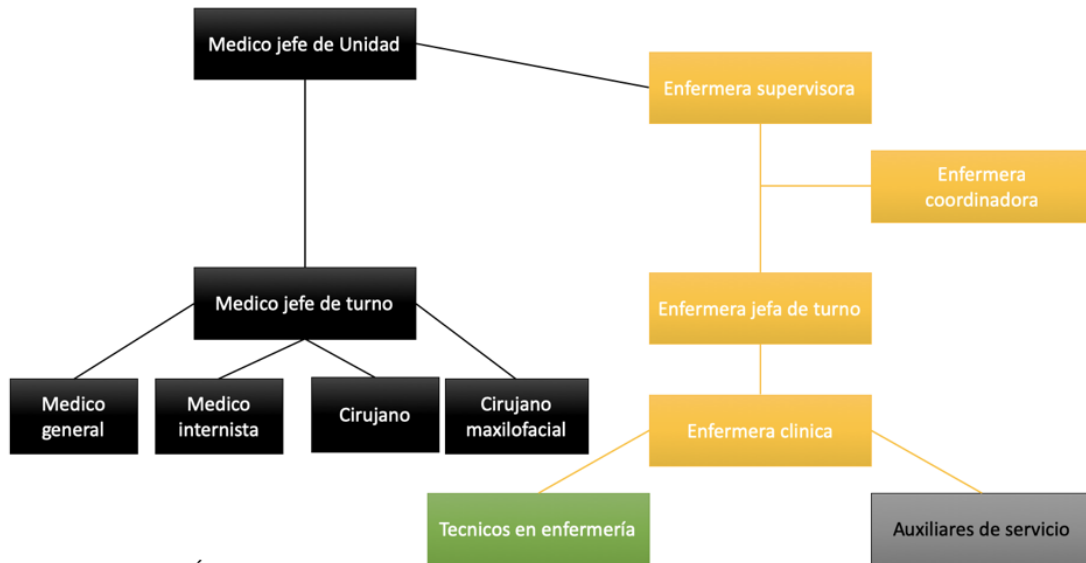 Medico jefe de Unidad
Enfermera supervisora
Enfermera
coordinadora
Medico jefe de turno
Enfermera jefa de turno
Medico
general
Medico
internista
Cirujano
Cirujano
maxilofacial
Enfermera clinica
Tecnicos en enfermería
Auxiliares de servicio